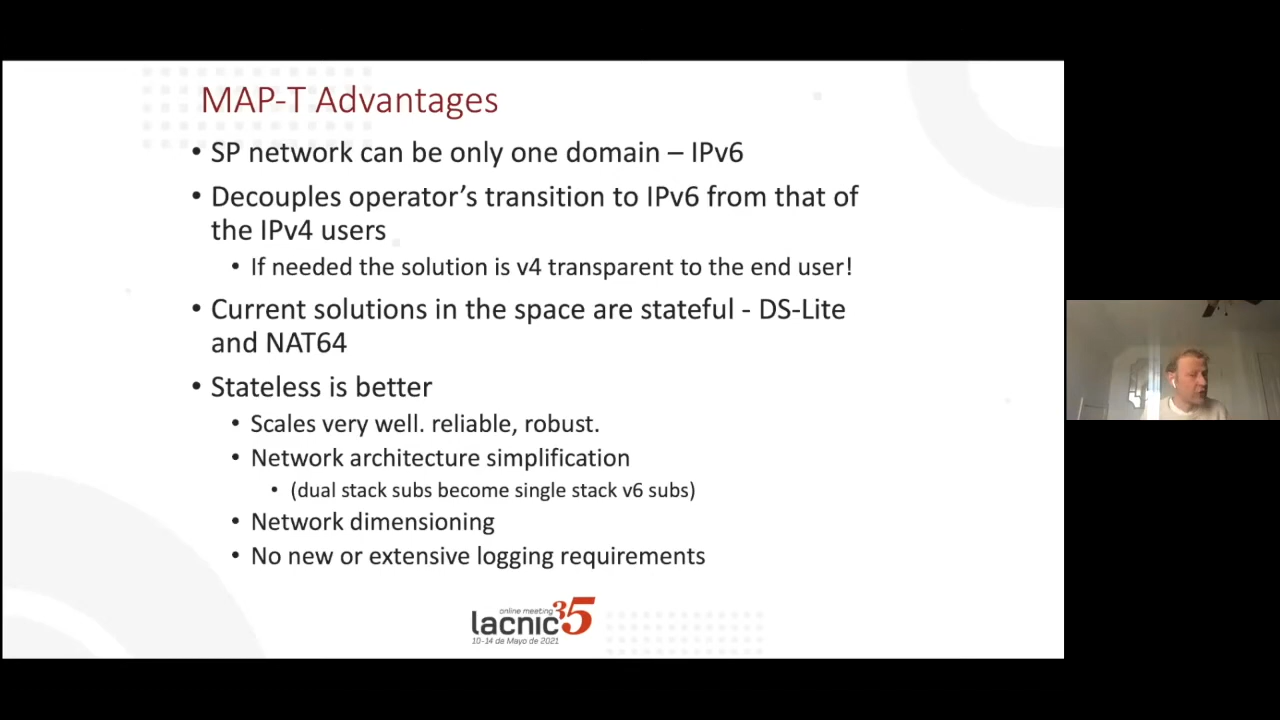 MAP-T Advantages
• SP network can be only one domain – IPv6
• Decouples operator's transition to IPv6 from that of
the IPv4 users
• If needed the solution is v4 transparent to the end user!
• Current solutions in the space are stateful - DS-Lite
and NAT64
• Stateless is better
• Scales very well. reliable, robust.
• Network architecture simplification
• (dual stack subs become single stack v6 subs)
• Network dimensioning
• No new or extensive logging requirements
online meeting
lacnic35
10-14 de Mayo de 2021